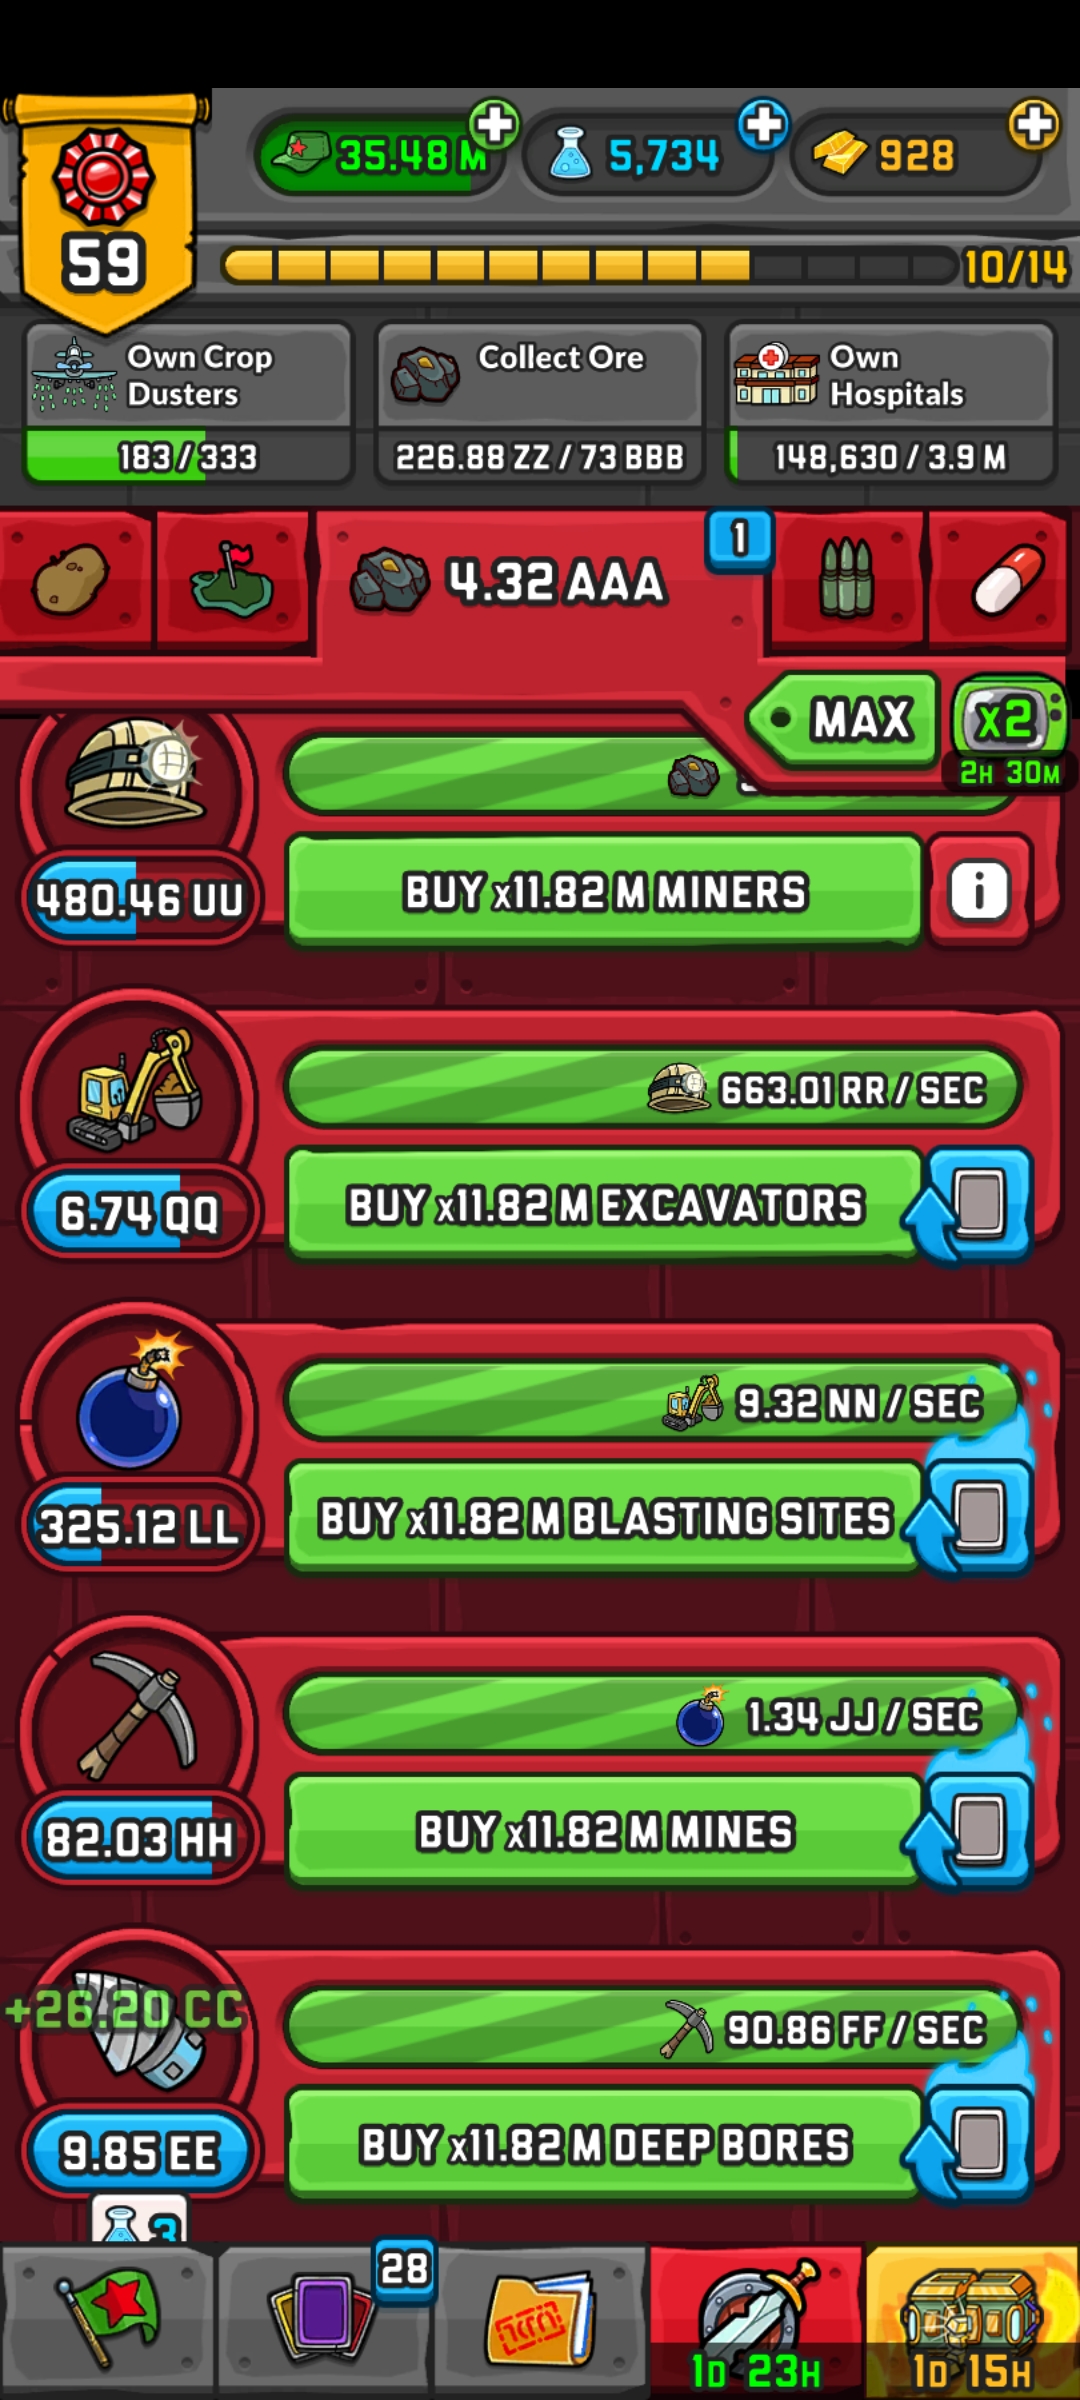 35.48 M
5,734
928
59
10/14
Own Crop
Dusters
Collect Ore
Own
Hospitals
183 / 333
226.88 ZZ / 73 BBB
148,630 / 3.9 M
1
4.32 AAA
MAX
x2
2H 30M
480.46 UU
BUY x11.82 M MINERS
i
663.01 RR / SEC
6.74 QQ
BUY x11.82 M EXCAVATORS
9.32 NN / SEC
325.12 LL
BUY x11.82 M BLASTING SITES
1.34 JJ / SEC
82.03 HH
BUY x11.82 M MINES
+26.20 CC
90.86 FF / SEC
9.85 EE
BUY x11.82 M DEEP BORES
3
28
1D 23H
1D 15H